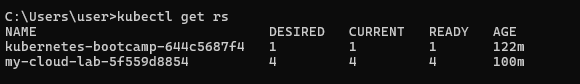 C:\Users\user>kubectl get rs
NAME DESIRED CURRENT READY AGE
kubernetes-bootcamp-644c5687f4 1 1 1 122m
my-cloud-lab-5f559d8854 4 4 4 100m